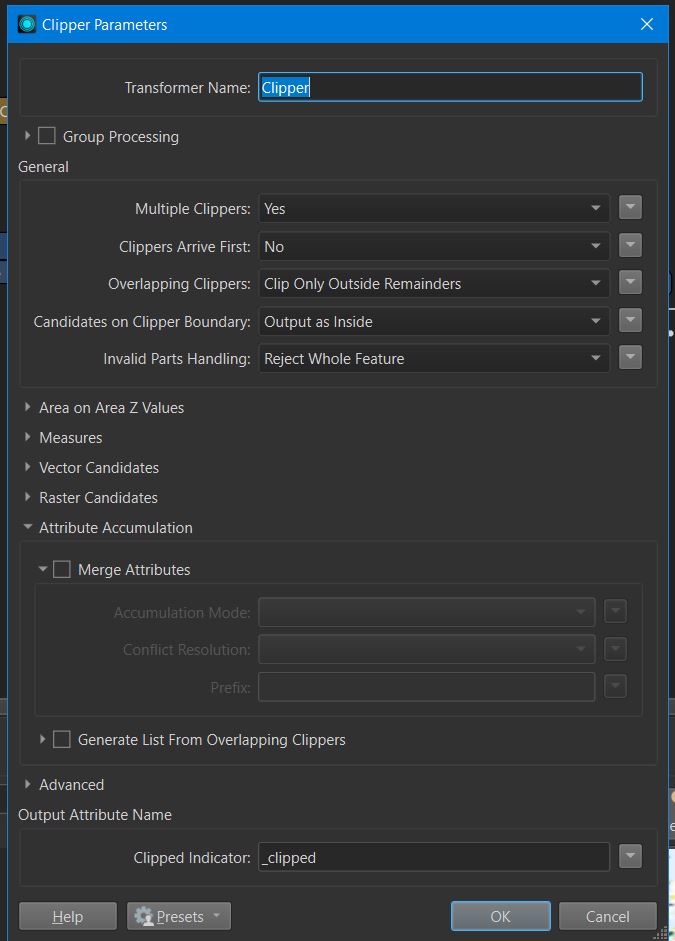 Clipper Parameters
Transformer Name: Clipper
Group Processing
General
Multiple Clippers: Yes
Clippers Arrive First: No
Overlapping Clippers: Clip Only Outside Remainders
Candidates on Clipper Boundary: Output as Inside
Invalid Parts Handling: Reject Whole Feature
Area on Area Z Values
Measures
Vector Candidates
Raster Candidates
Attribute Accumulation
Merge Attributes
Accumulation Mode:
Conflict Resolution:
Prefix:
Generate List From Overlapping Clippers
Advanced
Output Attribute Name
Clipped Indicator: _clipped
Help Presets OK Cancel